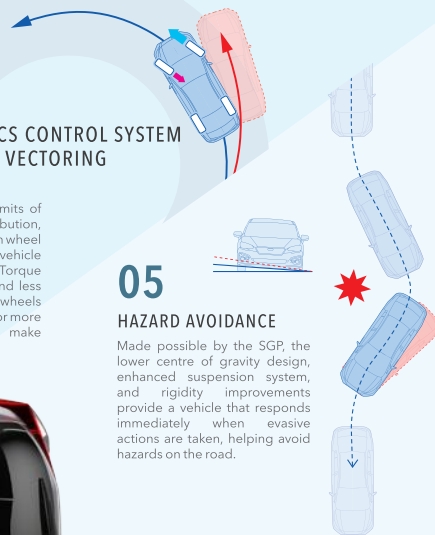 CS CONTROL SYSTEM
VECTORING
mits of
bution,
wheel
vehicle
Torque
nd less
wheels
or more
make
05
HAZARD AVOIDANCE
Made possible by the SGP, the
lower centre of gravity design,
enhanced suspension system,
and rigidity improvements
provide a vehicle that responds
immediately when evasive
actions are taken, helping avoid
hazards on the road.